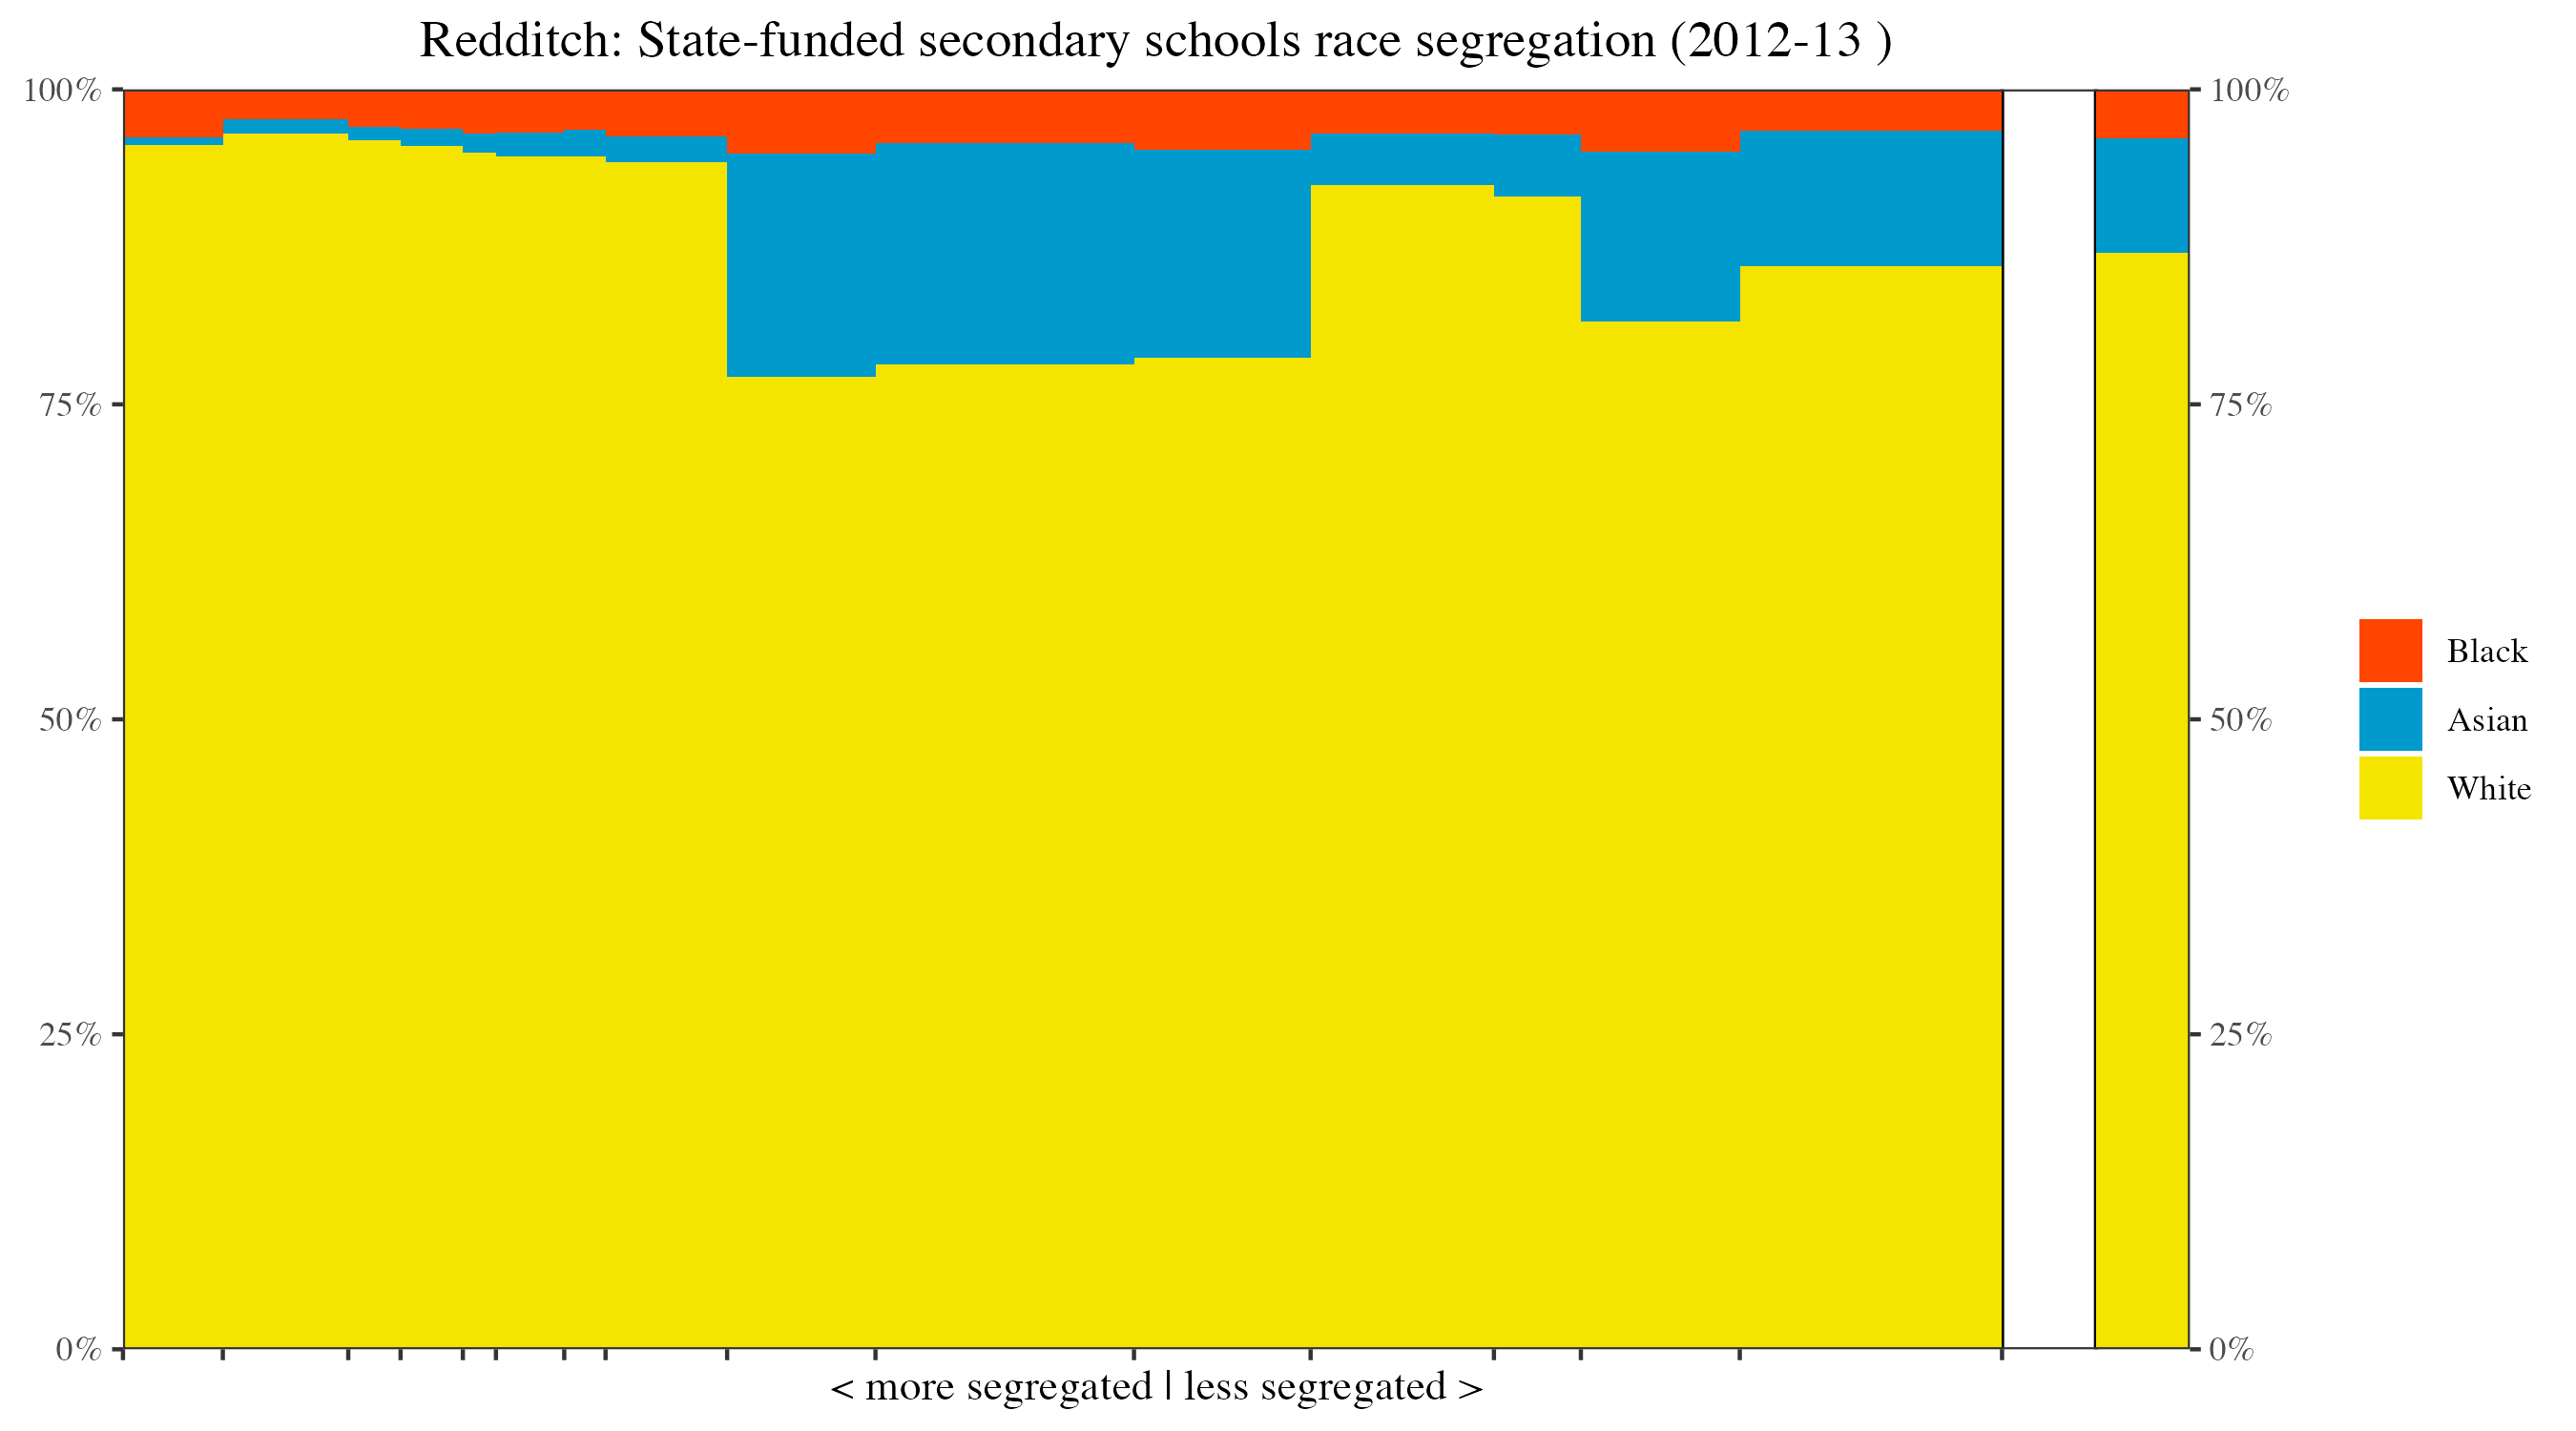 Redditch: State-funded secondary schools race segregation (2012-13 )
100%
75%
50%
25%
0%
100%
75%
50%
25%
0%
Black
Asian
White
< more segregated | less segregated >